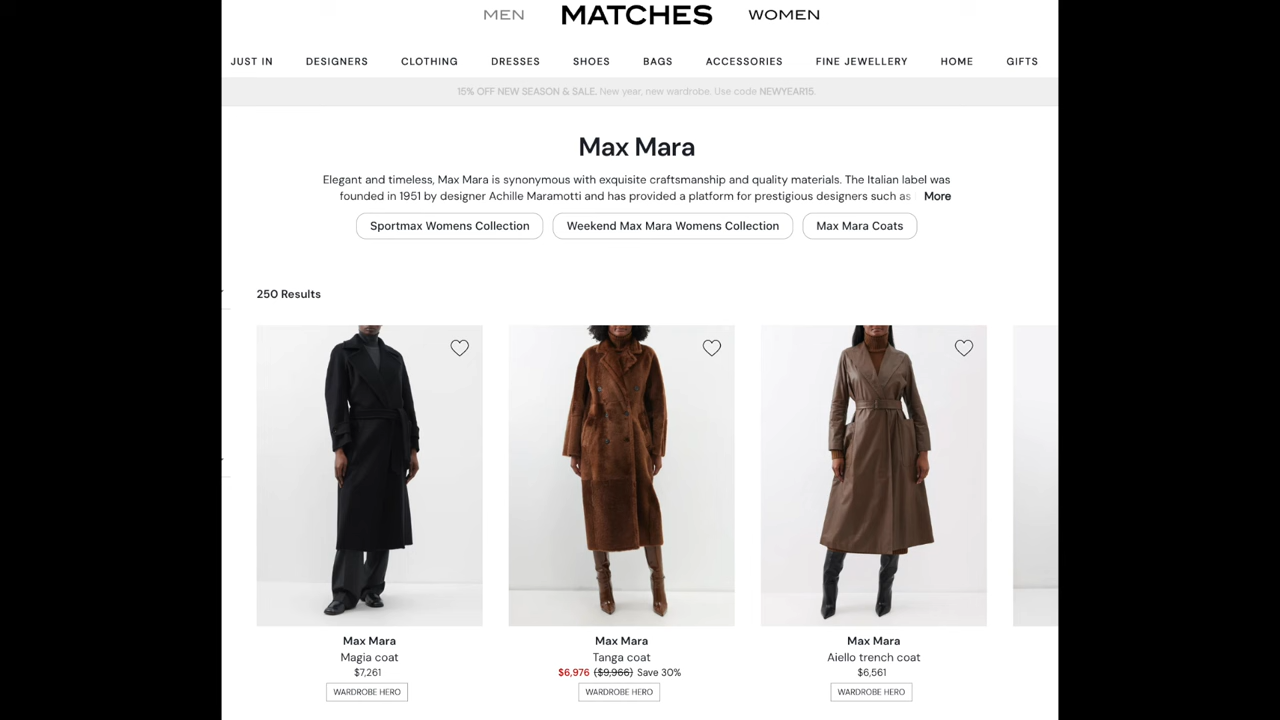 MEN MATCHES WOMEN
JUST IN DESIGNERS CLOTHING DRESSES SHOES BAGS ACCESSORIES FINE JEWELLERY HOME GIFTS
15% OFF NEW SEASON & SALE. New year, new wardrobe. Use code NEWYEAR15.
Max Mara
Elegant and timeless, Max Mara is synonymous with exquisite craftsmanship and quality materials. The Italian label was
founded in 1951 by designer Achille Maramotti and has provided a platform for prestigious designers such as More
Sportmax Womens Collection Weekend Max Mara Womens Collection Max Mara Coats
250 Results
Max Mara Max Mara Max Mara
Magia coat Tanga coat Aiello trench coat
$7,261 $6,976 ($9,966) Save 30% $6,561
WARDROBE HERO WARDROBE HERO WARDROBE HERO